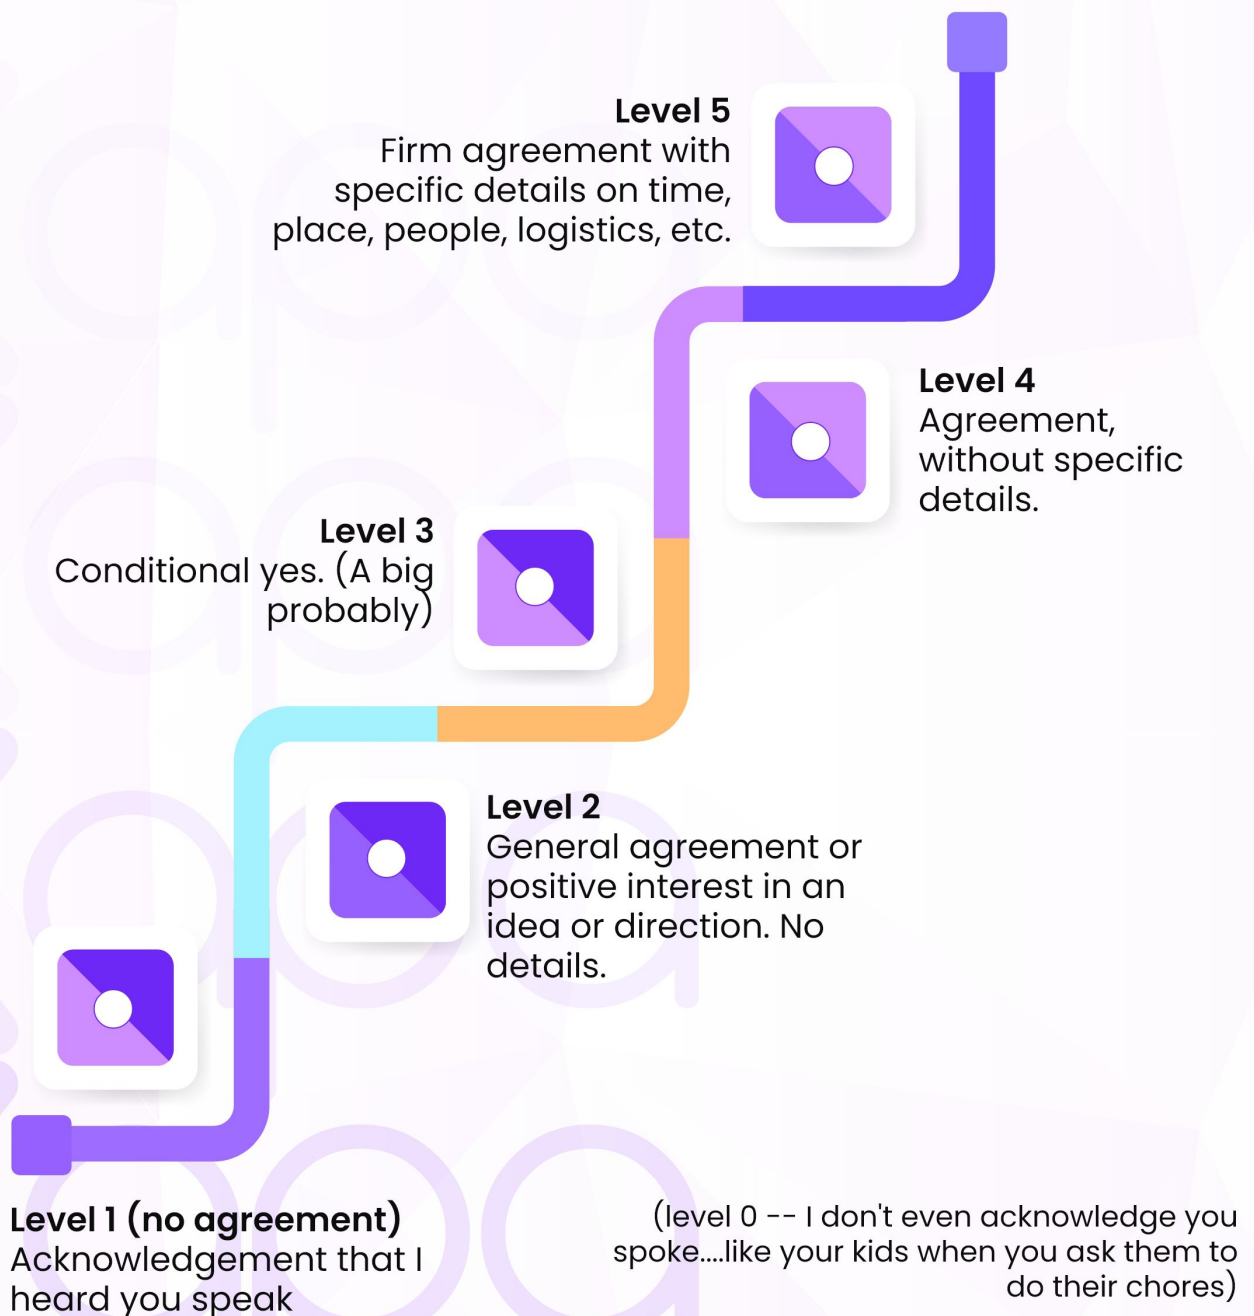 Level 5
Firm agreement with
specific details on time,
place, people, logistics, etc.
Level 4
Agreement,
without specific
details.
Level 3
Conditional yes. (A big
probably)
Level 2
General agreement or
positive interest in an
idea or direction. No
details.
Level 1 (no agreement)
Acknowledgement that I
heard you speak
(level 0 -- I don't even acknowledge you
spoke....like your kids when you ask them to
do their chores)